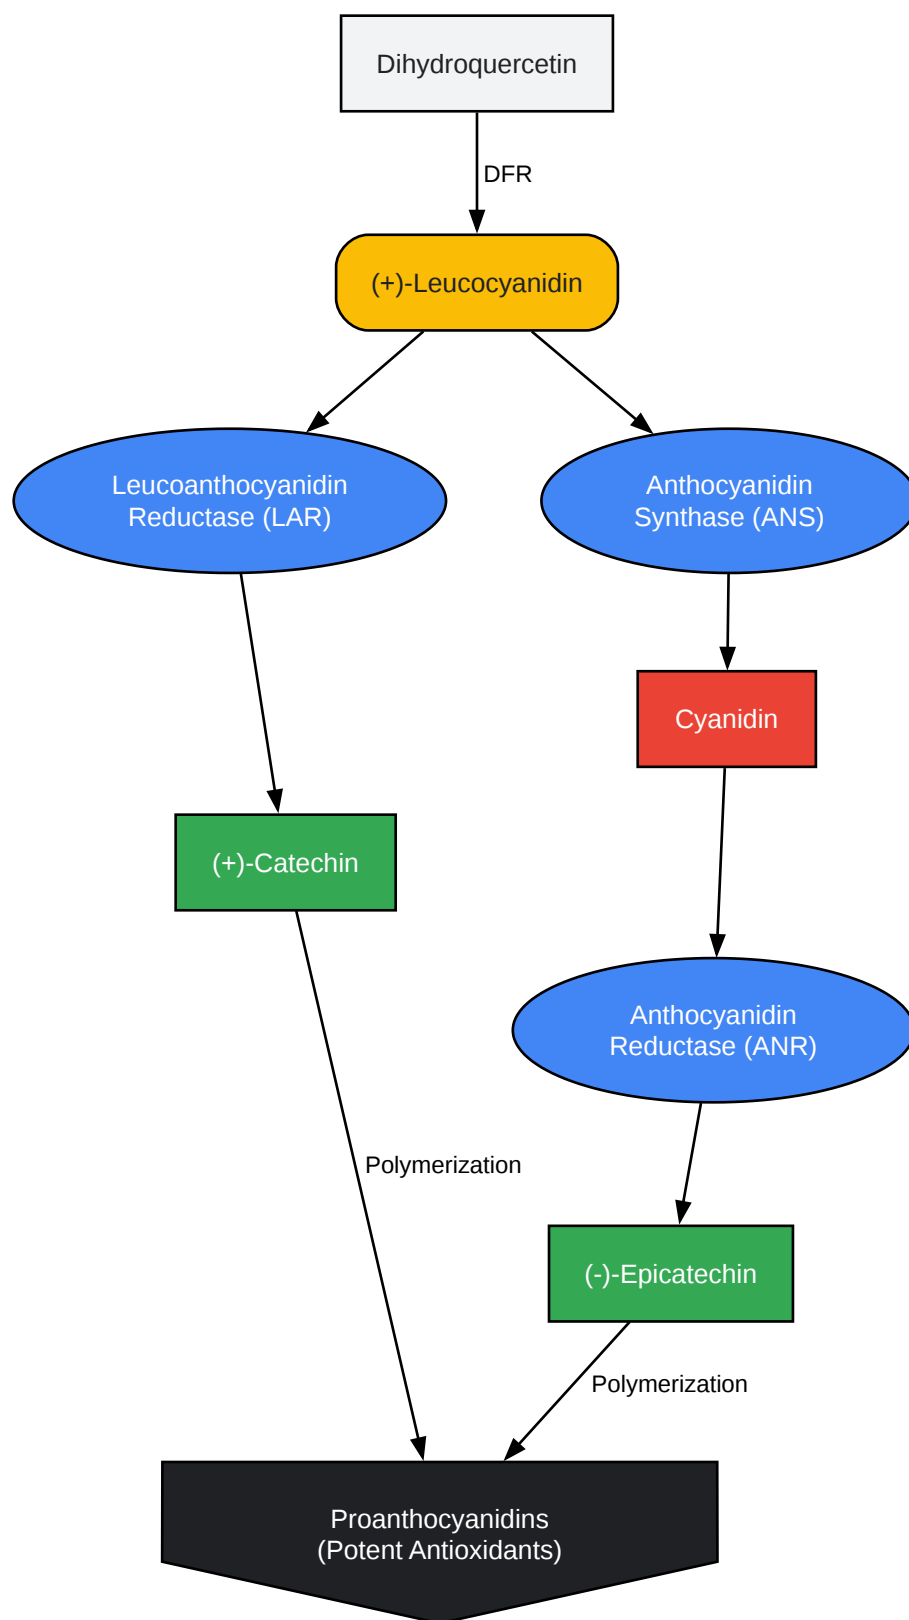 Dihydroquercetin
DFR
(+)-Leucocyanidin
Leucoanthocyanidin
Reductase (LAR)
Anthocyanidin
Synthase (ANS)
Cyanidin
(+)-Catechin
Anthocyanidin
Reductase (ANR)
Polymerization
(-)-Epicatechin
Polymerization
Proanthocyanidins
(Potent Antioxidants)